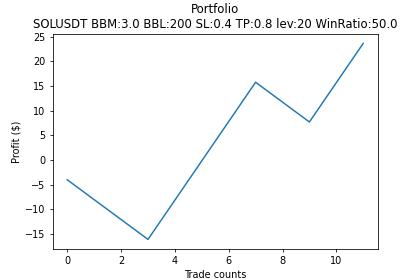 Portfolio
SOLUSDT BBM:3.0 BBL:200 SL:0.4 TP:0.8 lev:20 WinRatio:50.0
25
20
15
10
5
0
−5
−10
−15
Profit ($)
0 2 4 6 8 10
Trade counts